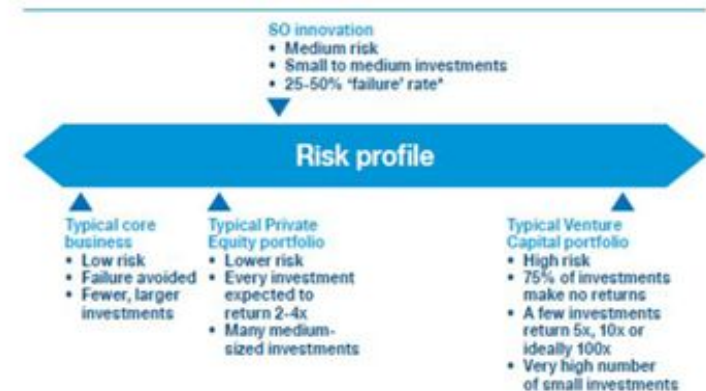 SO innovation
• Medium risk
• Small to medium investments
• 25-50% 'failure' rate*
Risk profile
Typical core
business
• Low risk
• Failure avoided
• Fewer, larger
investments
Typical Private
Equity portfolio
• Lower risk
• Every investment
expected to
return 2-4x
• Many medium-
sized investments
Typical Venture
Capital portfolio
• High risk
• 75% of investments
make no returns
• A few investments
return 5x, 10x or
ideally 100x
• Very high number
of small investments